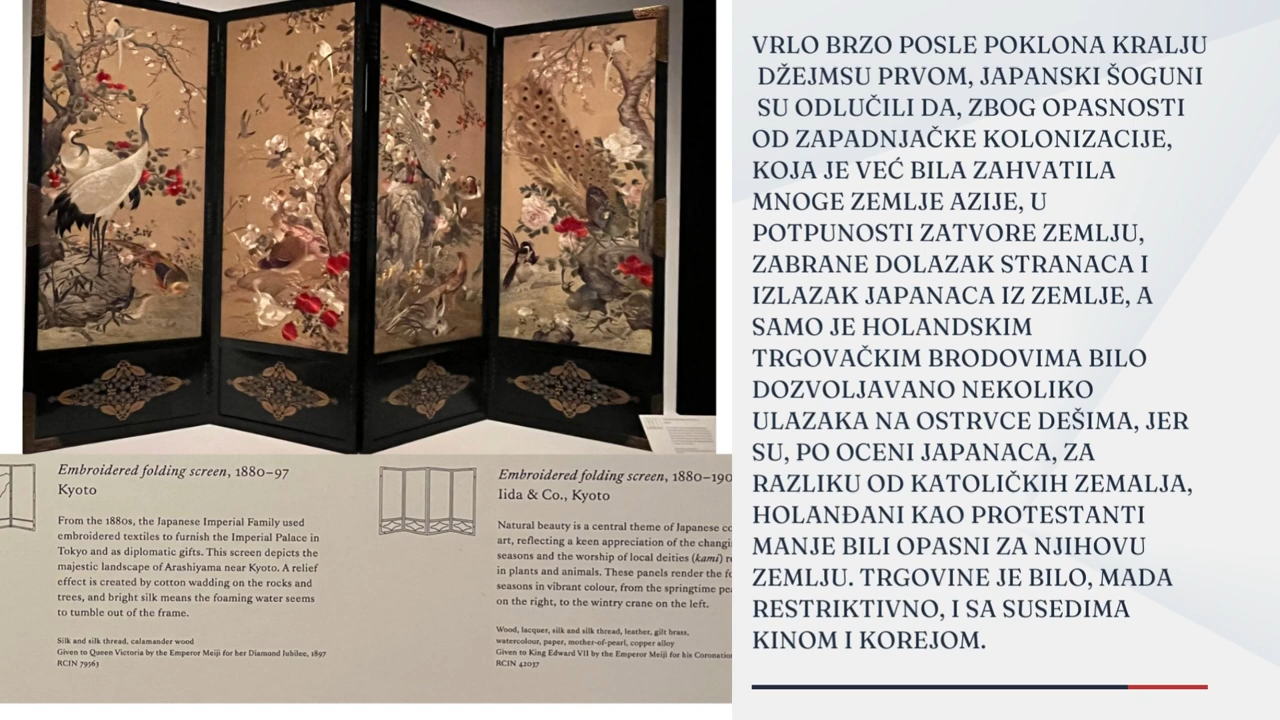 Embroidered folding screen, 1880–97
Kyoto
From the 1880s, the Japanese Imperial Family used
embroidered textiles to furnish the Imperial Palace in
Tokyo and as diplomatic gifts. This screen depicts the
majestic landscape of Arashiyama near Kyoto. A relief
effect is created by cotton wadding on the rocks and
trees, and bright silk means the foaming water seems
to tumble out of the frame.
Silk and silk thread, calamander wood
Given to Queen Victoria by the Emperor Meiji for her Diamond Jubilee, 1897
RCIN 79563
Embroidered folding screen, 1880–190
Iida & Co., Kyoto
Natural beauty is a central theme of Japanese co
art, reflecting a keen appreciation of the changi
seasons and the worship of local deities (kami) r
in plants and animals. These panels render the fo
seasons in vibrant colour, from the springtime pe
on the right, to the wintry crane on the left.
Wood, lacquer, silk and silk thread, leather, gilt brass,
watercolour, paper, mother-of-pearl, copper alloy
Given to King Edward VII by the Emperor Meiji for his Coronation
RCIN 42037
VRLO BRZO POSLE POKLONA KRALJU
DŽEJMSU PRVOM, JAPANSKI ŠOGUNI
SU ODLUČILI DA, ZBOG OPASNOSTI
OD ZAPADNJAČKE KOLONIZACIJE,
KOJA JE VEĆ BILA ZAHVATILA
MNOGE ZEMLJE AZIJE, U
POTPUNOSTI ZATVORE ZEMLJU,
ZABRANE DOLAZAK STRANACA I
IZLAZAK JAPANACA IZ ZEMLJE, A
SAMO JE HOLANDSKIM
TRGOVAČKIM BRODOVIMA BILO
DOZVOLJAVANO NEKOLIKO
ULAZAKA NA OSTRVCE DEŠIMA, JER
SU, PO OCENI JAPANACA, ZA
RAZLIKU OD KATOLIČKIH ZEMALJA,
HOLANĐANI KAO PROTESTANTI
MANJE BILI OPASNI ZA NJIHOVU
ZEMLJU. TRGOVINE JE BILO, MADA
RESTRIKTIVNO, I SA SUSEDIMA
KINOM I KOREJOM.